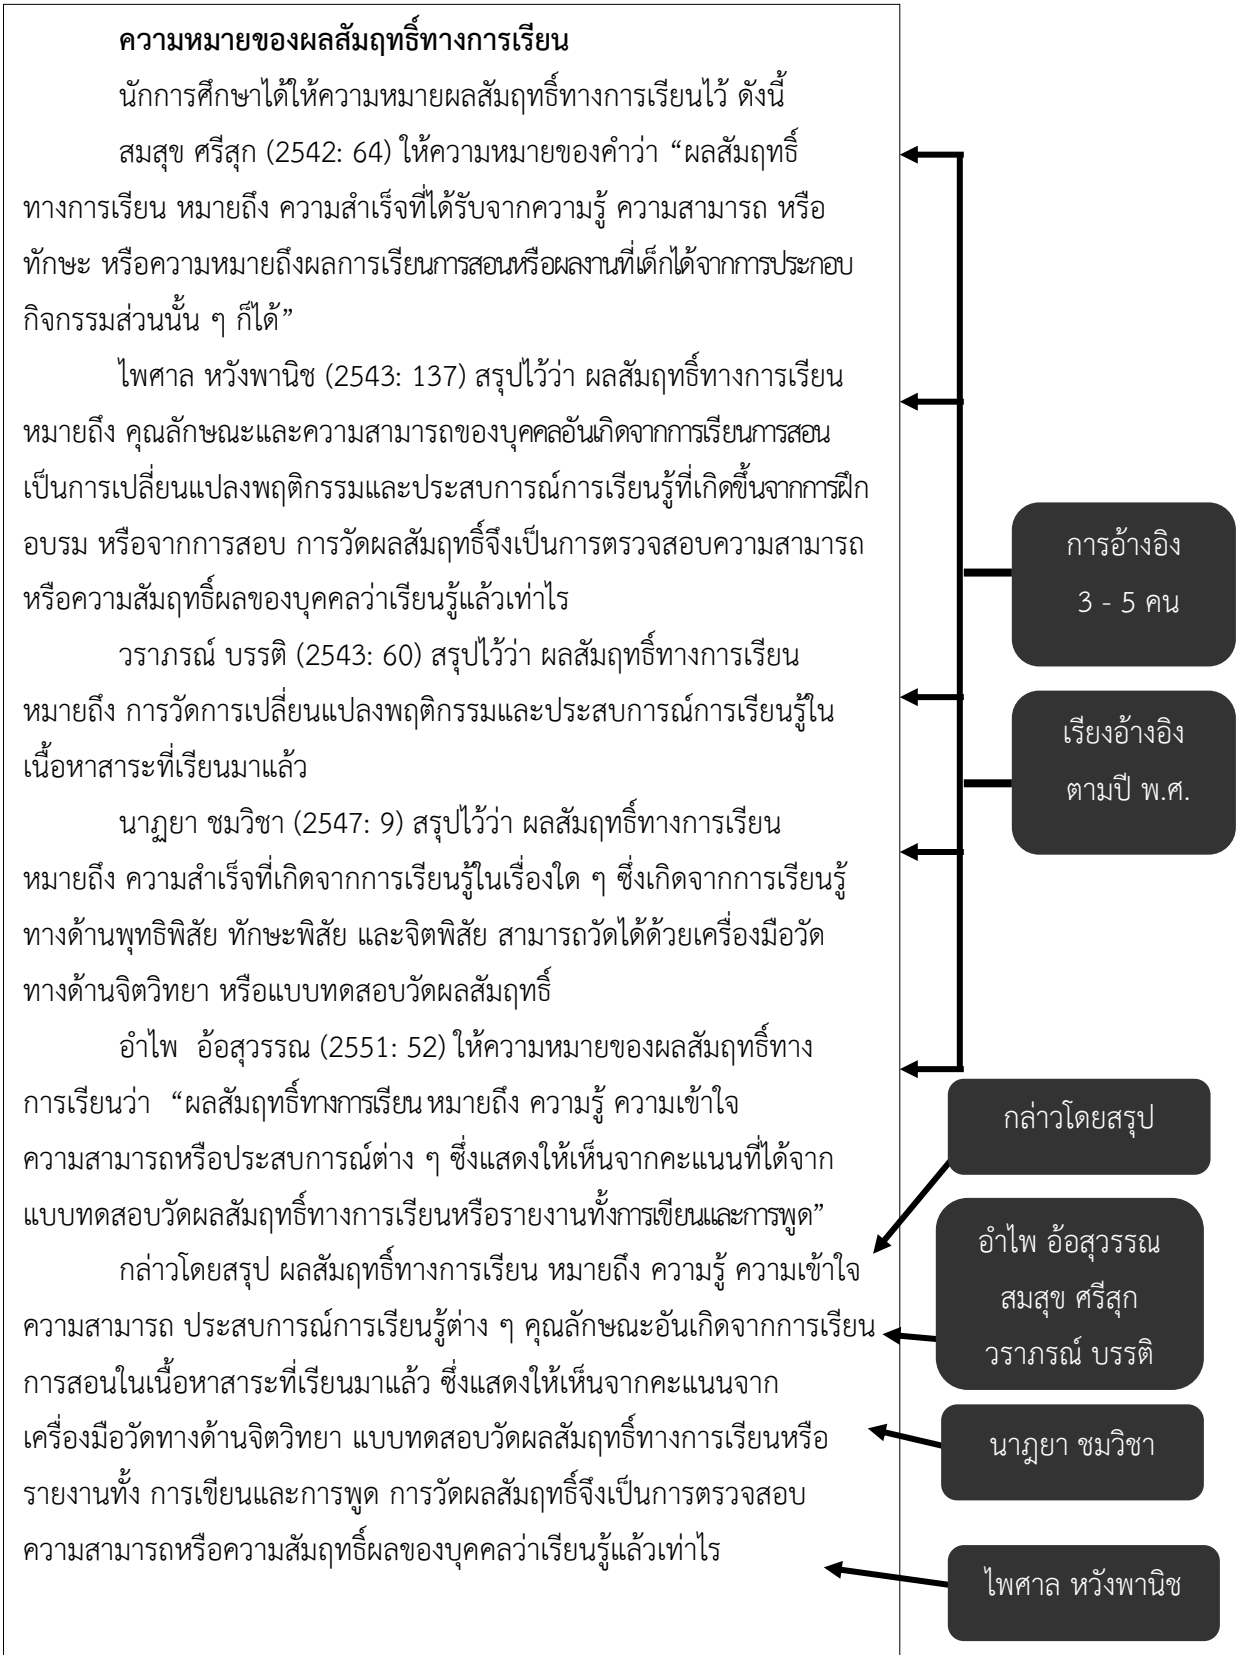 ความหมายของผลสัมฤทธิ์ทางการเรียน
นักการศึกษาได้ให้ความหมายผลสัมฤทธิ์ทางการเรียนไว้ ดังนี้
สมสุข ศรีสุก (2542: 64) ให้ความหมายของคำว่า “ผลสัมฤทธิ์
ทางการเรียน หมายถึง ความสำเร็จที่ได้รับจากความรู้ ความสามารถ หรือ
ทักษะ หรือความหมายถึงผลการเรียนการสอนหรือผลงานที่เด็กได้จากการประกอบ
กิจกรรมส่วนนั้น ๆ ก็ได้”
ไพศาล หวังพานิช (2543: 137) สรุปไว้ว่า ผลสัมฤทธิ์ทางการเรียน
หมายถึง คุณลักษณะและความสามารถของบุคคลอันเกิดจากการเรียนการสอน
เป็นการเปลี่ยนแปลงพฤติกรรมและประสบการณ์การเรียนรู้ที่เกิดขึ้นจากการฝึก
อบรม หรือจากการสอบ การวัดผลสัมฤทธิ์จึงเป็นการตรวจสอบความสามารถ
หรือความสัมฤทธิ์ผลของบุคคลว่าเรียนรู้แล้วเท่าไร
วราภรณ์ บรรติ (2543: 60) สรุปไว้ว่า ผลสัมฤทธิ์ทางการเรียน
หมายถึง การวัดการเปลี่ยนแปลงพฤติกรรมและประสบการณ์การเรียนรู้ใน
เนื้อหาสาระที่เรียนมาแล้ว
นาฏยา ชมวิชา (2547: 9) สรุปไว้ว่า ผลสัมฤทธิ์ทางการเรียน
หมายถึง ความสำเร็จที่เกิดจากการเรียนรู้ในเรื่องใด ๆ ซึ่งเกิดจากการเรียนรู้
ทางด้านพุทธิพิสัย ทักษะพิสัย และจิตพิสัย สามารถวัดได้ด้วยเครื่องมือวัด
ทางด้านจิตวิทยา หรือแบบทดสอบวัดผลสัมฤทธิ์
อำไพ  อ้อสุวรรณ (2551: 52) ให้ความหมายของผลสัมฤทธิ์ทาง
การเรียนว่า  “ผลสัมฤทธิ์ทางการเรียน หมายถึง ความรู้ ความเข้าใจ
ความสามารถหรือประสบการณ์ต่าง ๆ ซึ่งแสดงให้เห็นจากคะแนนที่ได้จาก
แบบทดสอบวัดผลสัมฤทธิ์ทางการเรียนหรือรายงานทั้งการเขียนและการพูด”
กล่าวโดยสรุป ผลสัมฤทธิ์ทางการเรียน หมายถึง ความรู้ ความเข้าใจ
ความสามารถ ประสบการณ์การเรียนรู้ต่าง ๆ คุณลักษณะอันเกิดจากการเรียน
การสอนในเนื้อหาสาระที่เรียนมาแล้ว ซึ่งแสดงให้เห็นจากคะแนนจาก
เครื่องมือวัดทางด้านจิตวิทยา แบบทดสอบวัดผลสัมฤทธิ์ทางการเรียนหรือ
รายงานทั้ง การเขียนและการพูด การวัดผลสัมฤทธิ์จึงเป็นการตรวจสอบ
ความสามารถหรือความสัมฤทธิ์ผลของบุคคลว่าเรียนรู้แล้วเท่าไร
การอ้างอิง
3 - 5 คน
เรียงอ้างอิง
ตามปี พ.ศ.
กล่าวโดยสรุป
อำไพ อ้อสุวรรณ
สมสุข ศรีสุก
วราภรณ์ บรรติ
นาฎยา ชมวิชา
ไพศาล หวังพานิช